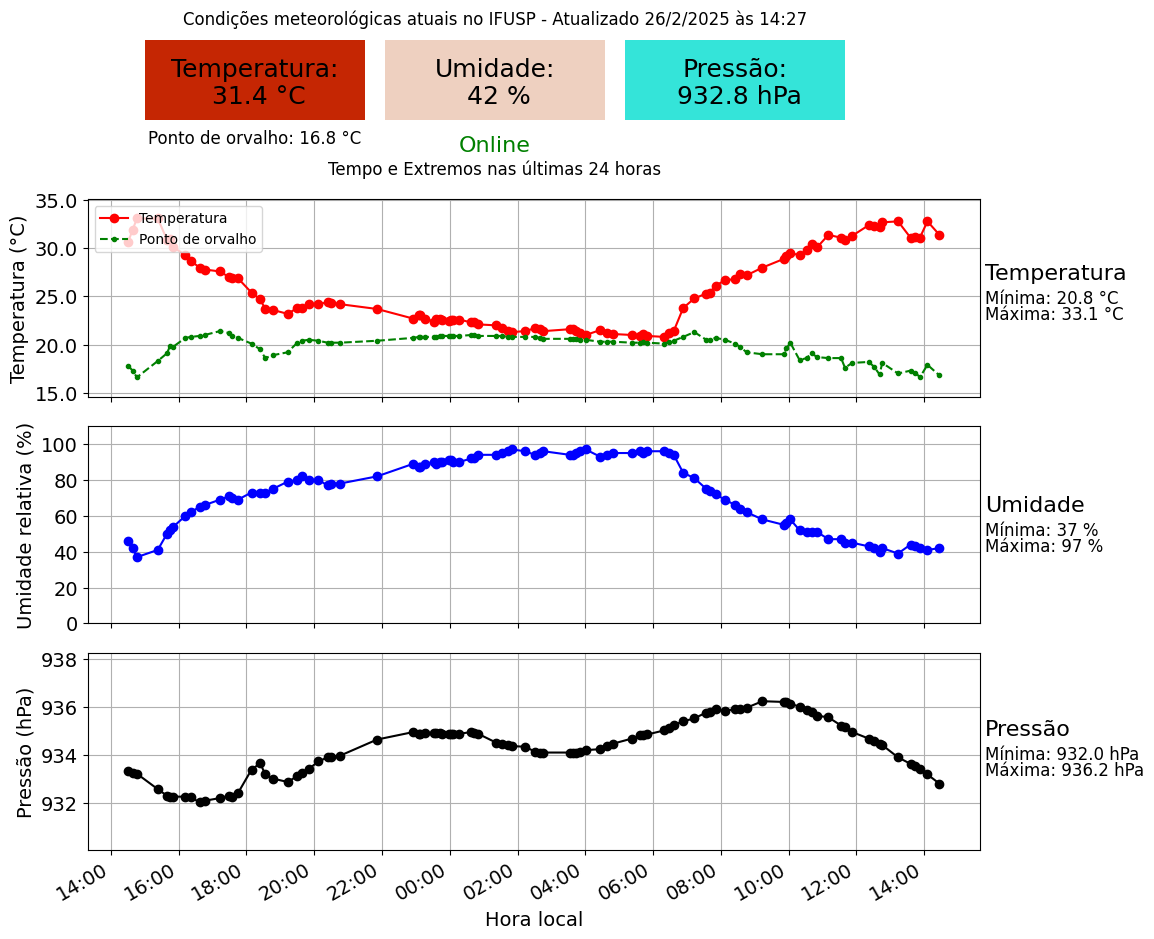 Condições meteorológicas atuais no IFUSP - Atualizado 26/2/2025 às 14:27
Temperatura:
31.4 °C
Umidade:
42 %
Pressão:
932.8 hPa
Ponto de orvalho: 16.8 °C
Online
Tempo e Extremos nas últimas 24 horas
Temperatura (°C)
35.0
30.0
25.0
20.0
15.0
Temperatura
Ponto de orvalho
Temperatura
Mínima: 20.8 °C
Máxima: 33.1 °C
Umidade relativa (%)
100
80
60
40
20
0
Umidade
Mínima: 37 %
Máxima: 97 %
Pressão (hPa)
938
936
934
932
Pressão
Mínima: 932.0 hPa
Máxima: 936.2 hPa
14:00
16:00
18:00
20:00
22:00
00:00
02:00
04:00
06:00
08:00
10:00
12:00
14:00
Hora local